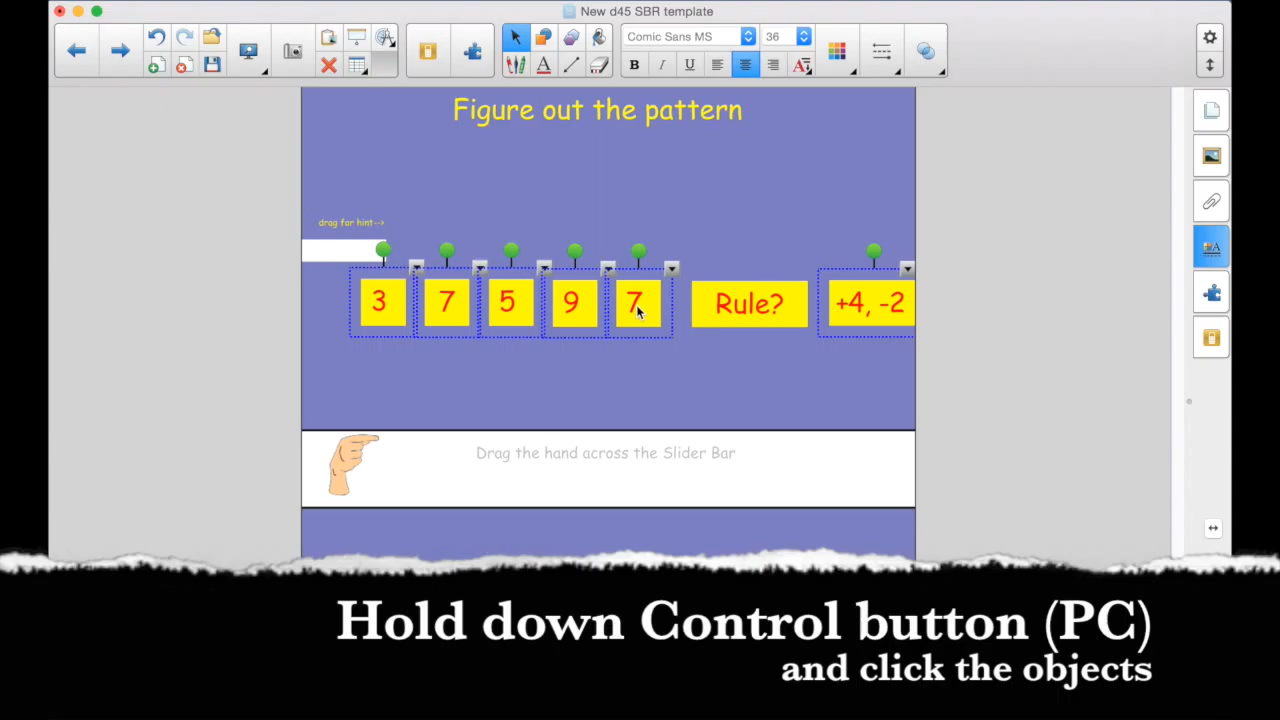 New d45 SBR template
Comic Sans MS
36
B I U A
A
Figure out the pattern
drag for hint-->
3 7 5 9 7 Rule? +4, -2
Drag the hand across the Slider Bar
Hold down Control button (PC)
and click the objects